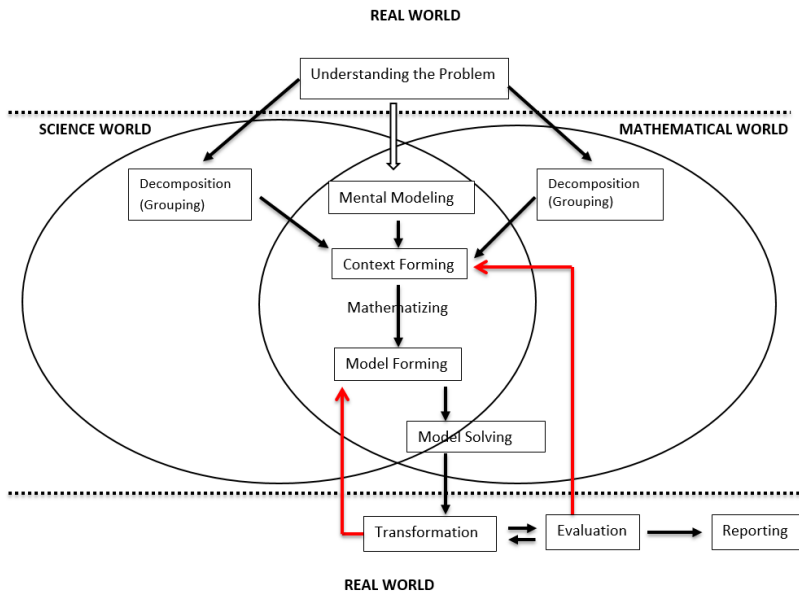 REAL WORLD
Understanding the Problem
SCIENCE WORLD
MATHEMATICAL WORLD
Decomposition
(Grouping)
Mental Modeling
Decomposition
(Grouping)
Context Forming
Mathematizing
Model Forming
Model Solving
Transformation
Evaluation
Reporting
REAL WORLD